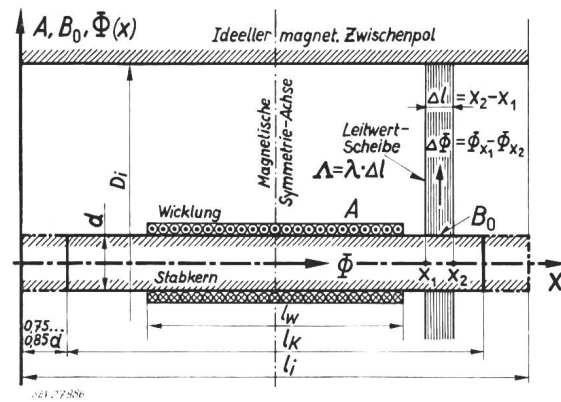 A, B₀, Φ(x)
Ideeller magnet. Zwischenpol
Magnetische
Symmetrie-Achse
Δl = x₂–x₁
Leitwert-
Scheibe
ΔΦ=Φx₁–Φx₂
Λ=λ·Δl
Dᵢ
d
Wicklung
A
B₀
Φ
x₁ x₂
X
Stabkern
l_W
0,75...
0,85d
l_K
l_i